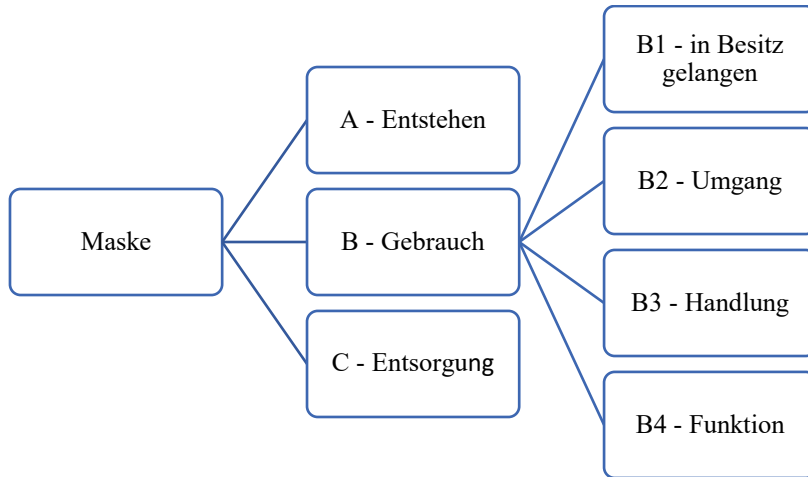 Maske
A - Entstehen
B - Gebrauch
C - Entsorgung
B1 - in Besitz
gelangen
B2 - Umgang
B3 - Handlung
B4 - Funktion